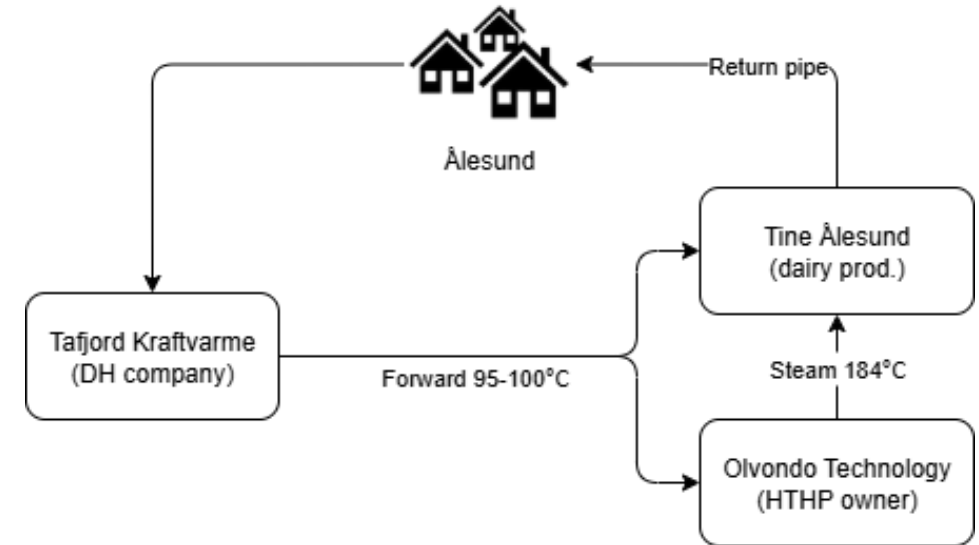 Return pipe
Ålesund
Tine Ålesund
(dairy prod.)
Tafjord Kraftvarme
(DH company)
Forward 95-100°C
Steam 184°C
Olvondo Technology
(HTHP owner)